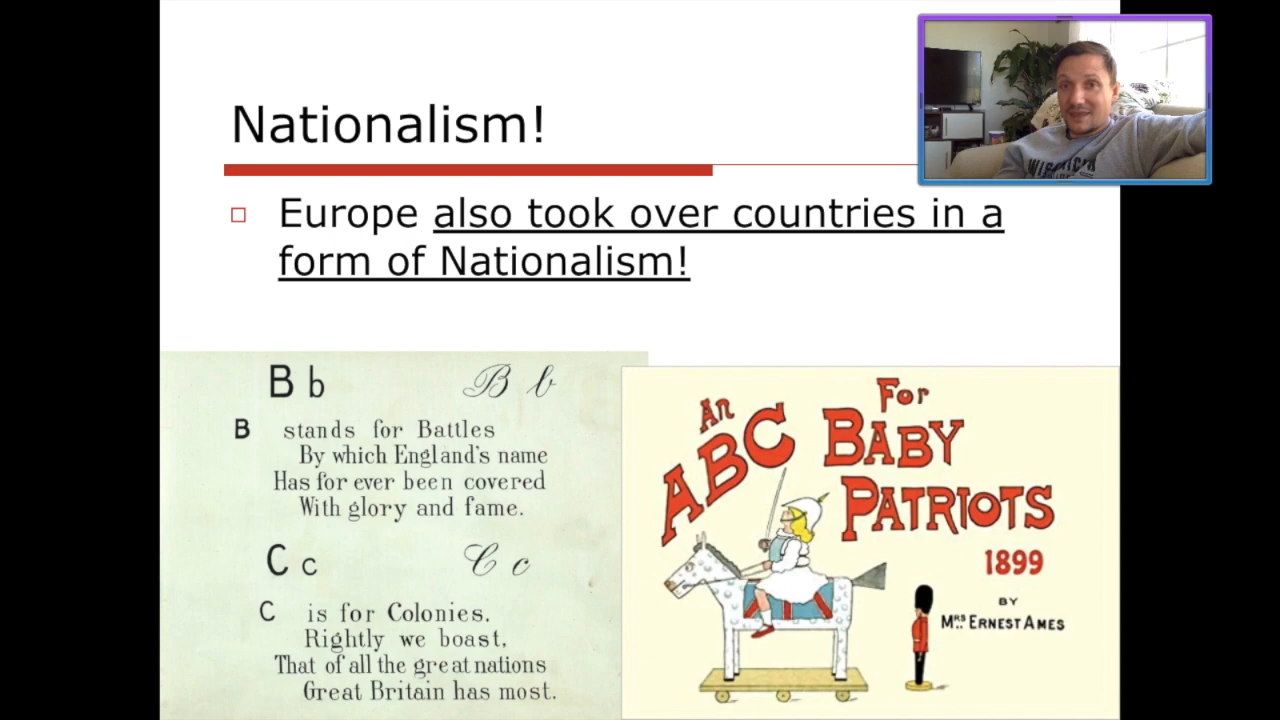 Nationalism!
Europe also took over countries in a
form of Nationalism!
B b B b
B stands for Battles
By which England's name
Has for ever been covered
With glory and fame.
C c C c
C is for Colonies.
Rightly we boast,
That of all the great nations
Great Britain has most.
An ABC For
BABY
PATRIOTS
1899
BY
MRS ERNEST AMES